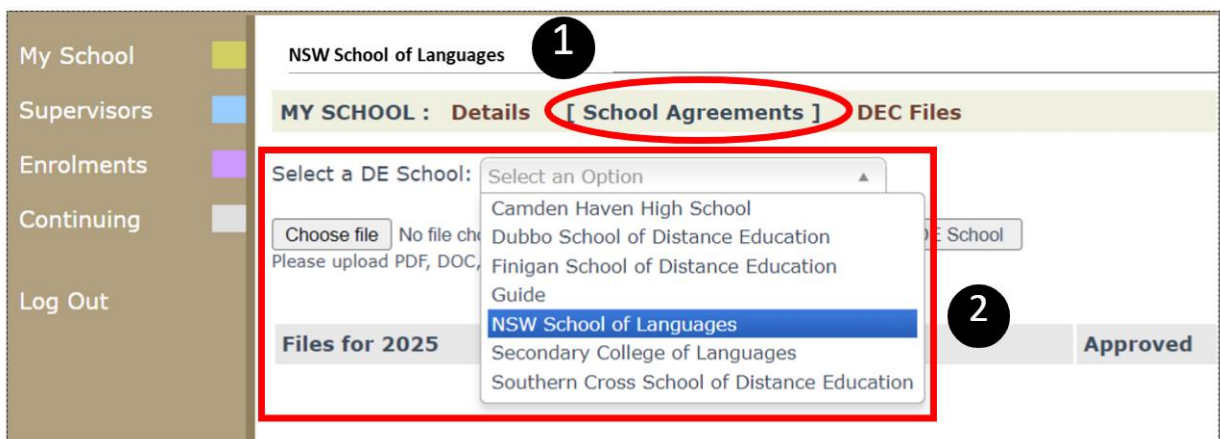 My School
Supervisors
Enrolments
Continuing
Log Out
NSW School of Languages
1
MY SCHOOL : Details [ School Agreements ] DEC Files
Select a DE School: Select an Option
Camden Haven High School
Dubbo School of Distance Education
Finigan School of Distance Education
Guide
NSW School of Languages
Secondary College of Languages
Southern Cross School of Distance Education
Choose file No file ch
E School
Please upload PDF, DOC,
2
Files for 2025 Approved